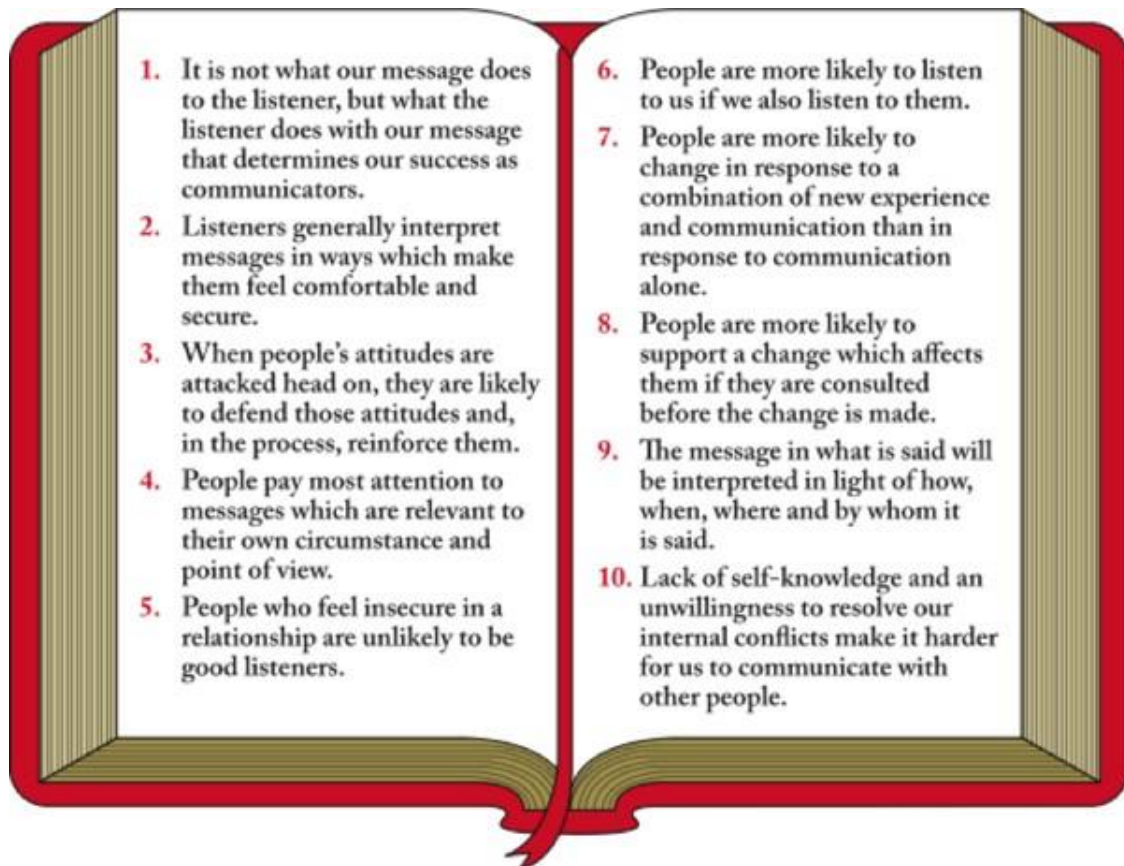 1. It is not what our message does
to the listener, but what the
listener does with our message
that determines our success as
communicators.
2. Listeners generally interpret
messages in ways which make
them feel comfortable and
secure.
3. When people’s attitudes are
attacked head on, they are likely
to defend those attitudes and,
in the process, reinforce them.
4. People pay most attention to
messages which are relevant to
their own circumstance and
point of view.
5. People who feel insecure in a
relationship are unlikely to be
good listeners.
6. People are more likely to listen
to us if we also listen to them.
7. People are more likely to
change in response to a
combination of new experience
and communication than in
response to communication
alone.
8. People are more likely to
support a change which affects
them if they are consulted
before the change is made.
9. The message in what is said will
be interpreted in light of how,
when, where and by whom it
is said.
10. Lack of self-knowledge and an
unwillingness to resolve our
internal conflicts make it harder
for us to communicate with
other people.